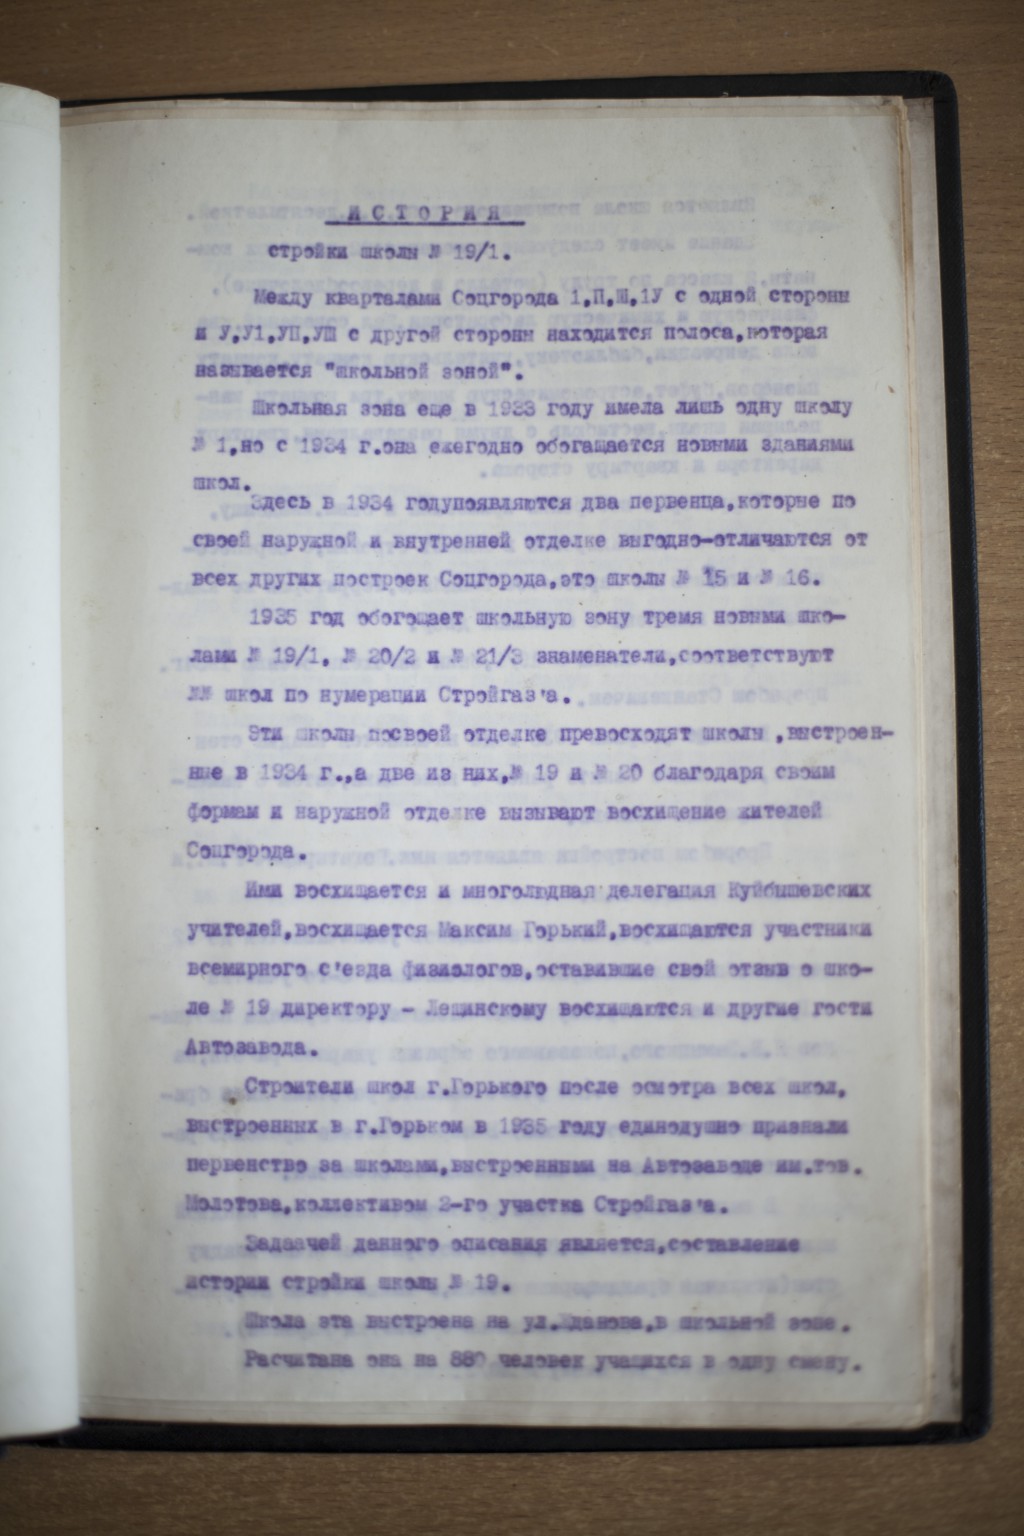 ИСТОРИЯ
стройки школы № 19/1.
Между кварталами Соцгорода 1,П,Ш,1У с одной стороны
и У,У1,УП,УШ с другой стороны находится полоса,которая
называется "школьной зоной".
Школьная зона еще в 1933 году имела лишь одну школу
№ 1,но с 1934 г.она ежегодно обогащается новыми зданиями
школ.
Здесь в 1934 годупоявляются два первенца,которые по
своей наружной и внутренней отделке выгодно-отличаются от
всех других построек Соцгорода,это школы № 15 и № 16.
1935 год обогощает школьную зону тремя новыми шко-
лами № 19/1, № 20/2 и № 21/3 знаменатели,соответствуют
№№ школ по нумерации Стройгаз'а.
Эти школы посвоей отделке превосходят школы ,выстроен-
ные в 1934 г.,а две из них,№ 19 и № 20 благодаря своим
формам и наружной отделке вызывают восхищение жителей
Соцгорода.
Ими восхищается и многолюдная делегация Куйбышевских
учителей,восхищается Максим Горький,восхищаются участники
всемирного с'езда физиологов,оставившие свой отзыв о шко-
ле № 19 директору - Лещинскому восхищаются и другие гости
Автозавода.
Строители школ г.Горького после осмотра всех школ,
выстроенных в г.Горьком в 1935 году единодушно признали
первенство за школами,выстроенными на Автозаводе им.тов.
Молотова,коллективом 2-го участка Стройгаз'а.
Задаачей данного описания является,составление
истории стройки школы № 19.
Школа эта выстроена на ул.Жданова,в школьной зоне.
Расчитана она на 880 человек учащихся в одну смену.